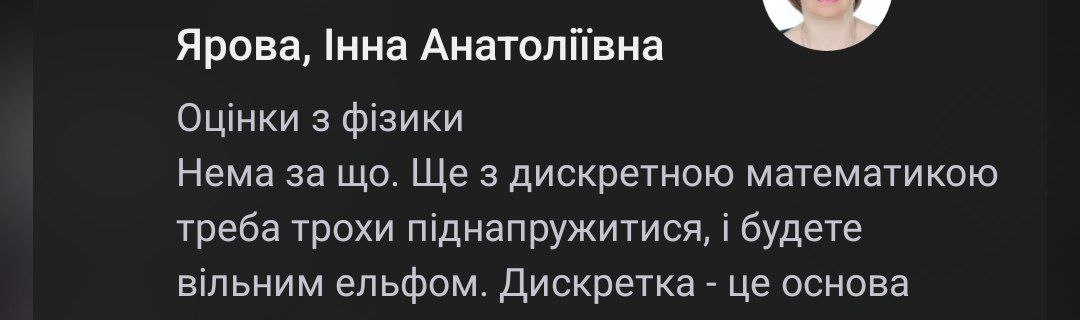 Ярова, Інна Анатоліївна
Оцінки з фізики
Нема за що. Ще з дискретною математикою
треба трохи піднапружитися, і будете
вільним ельфом. Дискретка - це основа